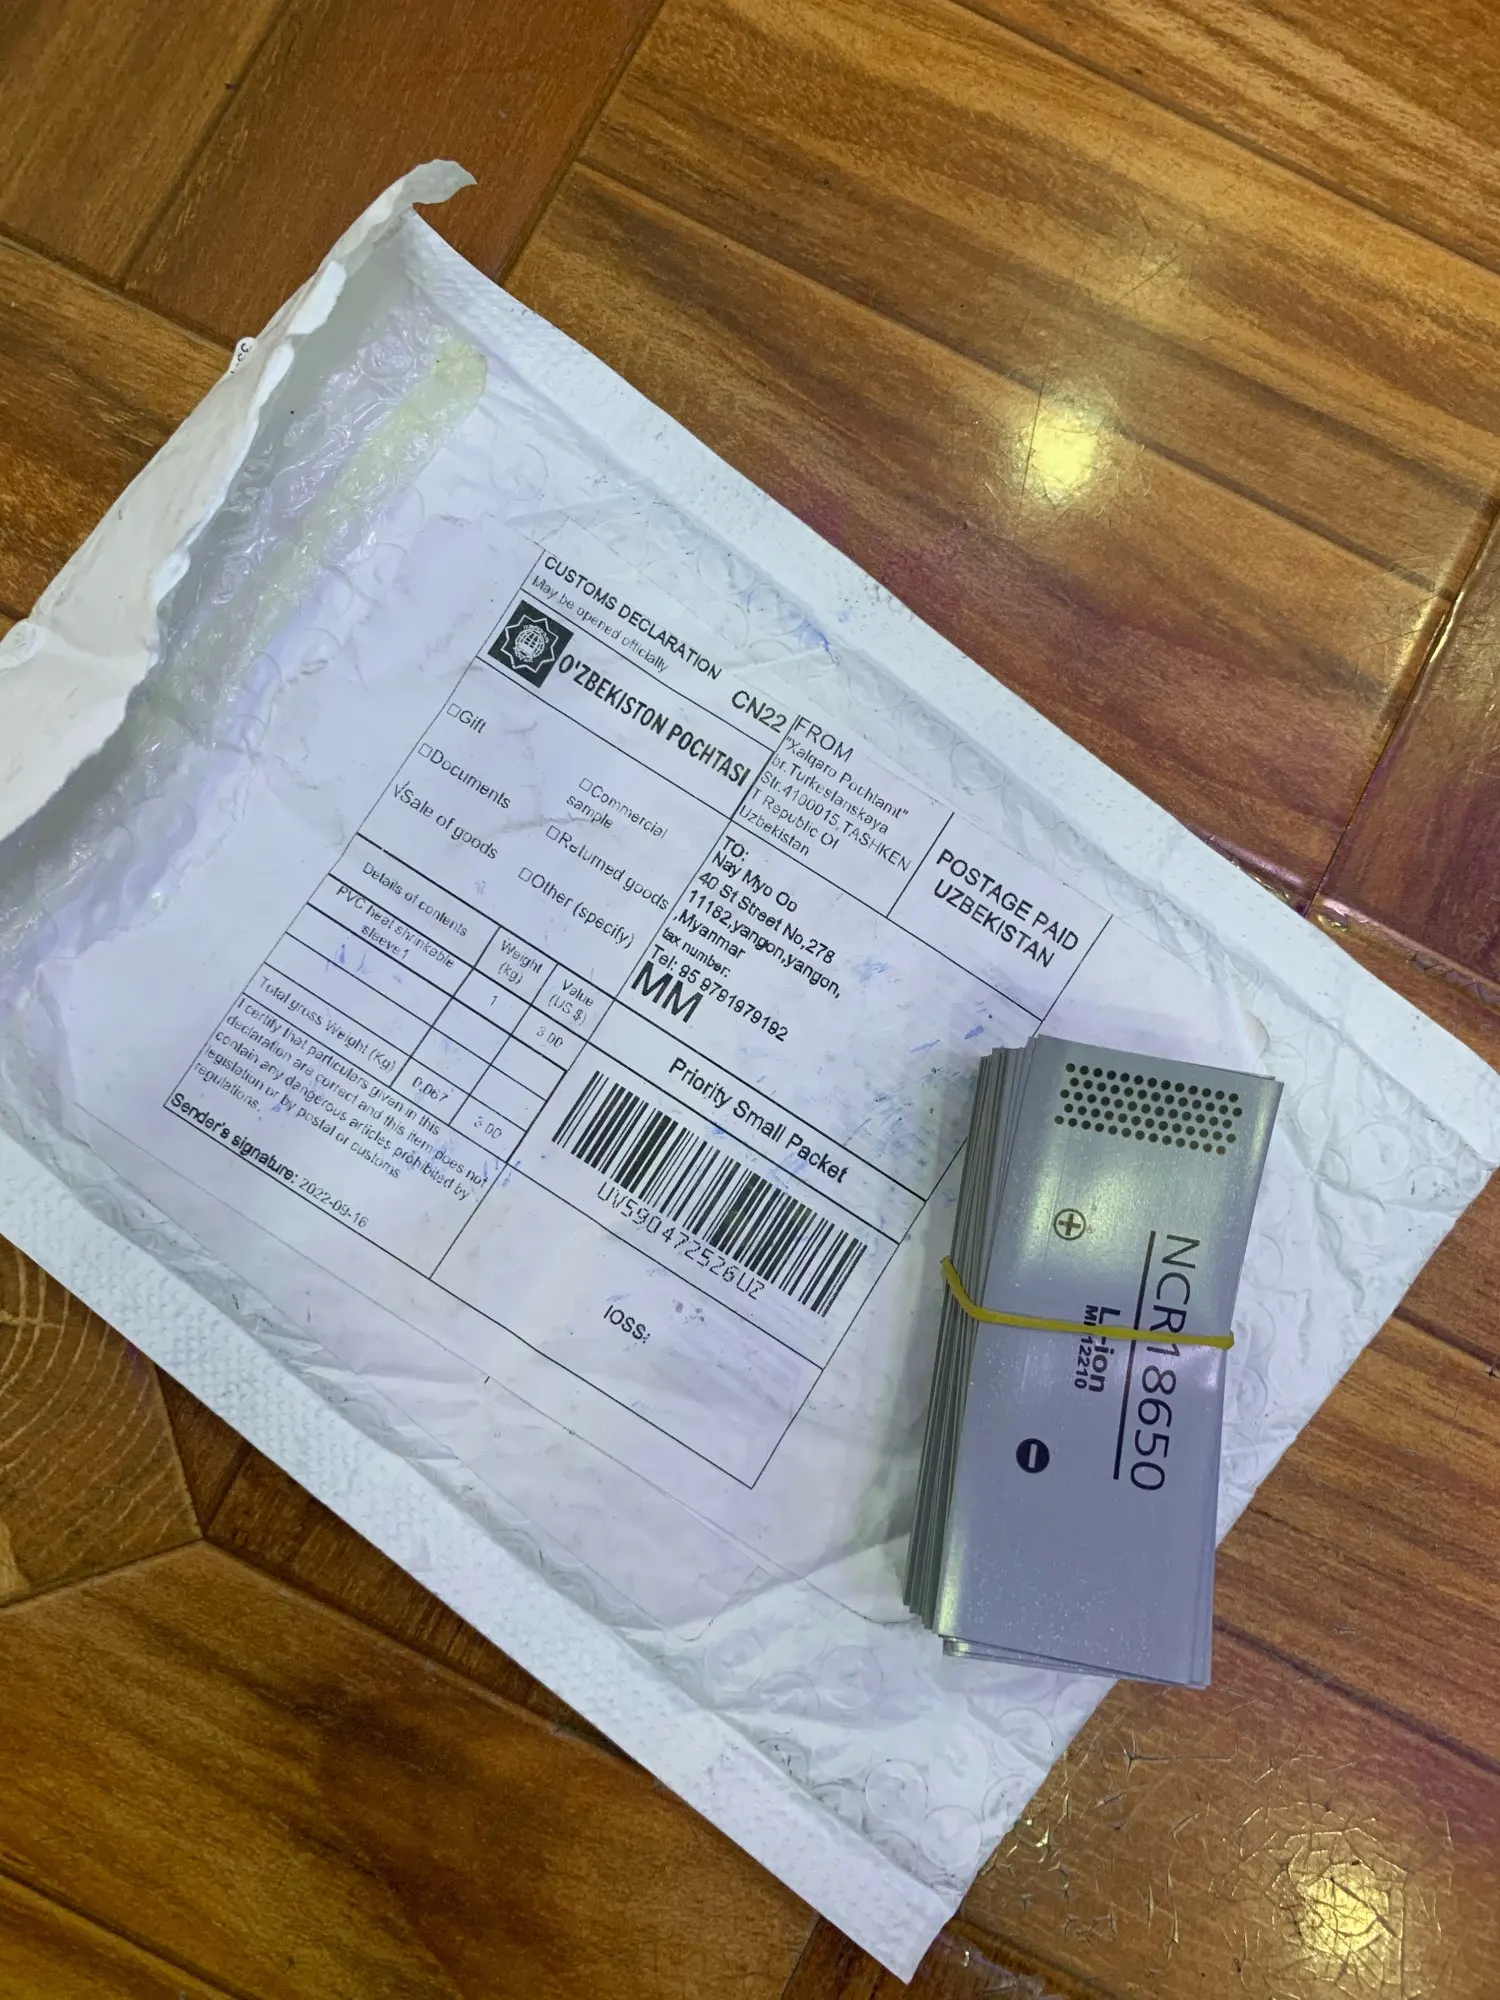 CUSTOMS DECLARATION
May be opened officially
CN22
O'ZBEKISTON POCHTASI
FROM
"Xalqaro Pochtamt"
br.Turkestanskaya
Str.4100015,TASHKEN
T Republic Of
Uzbekistan
POSTAGE PAID
UZBEKISTAN
□Gift
□Documents
√Sale of goods
□Commercial
sample
□Returned goods
□Other (specify)
TO:
Nay Myo Oo
40 St Street No,278
11162,yangon,yangon,
,Myanmar
tax number:
Tel: 95 9791979192
MM
Details of contents
Weight
(kg)
Value
(US $)
PVC heat shrinkable
sleeve1
1
3.00
Total gross Weight (Kg)
0.067
3.00
I certify that particulars given in this
declaration are correct and this item does not
contain any dangerous articles prohibited by
legislation or by postal or customs
regulations.
Sender's signature: 2022-09-16
Priority Small Packet
UV590472526UZ
IOSS:
NCR18650
Li-ion
MH12210